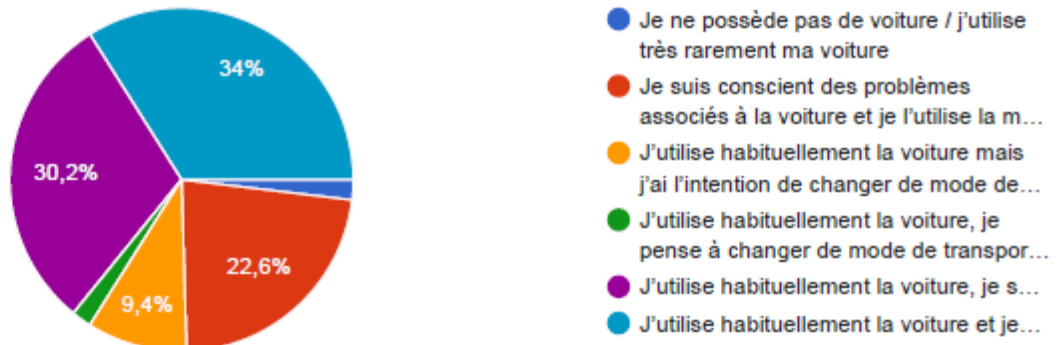 34%
30,2%
22,6%
9,4%
Je ne possède pas de voiture / j'utilise
très rarement ma voiture
Je suis conscient des problèmes
associés à la voiture et je l'utilise la m...
J'utilise habituellement la voiture mais
j'ai l'intention de changer de mode de...
J'utilise habituellement la voiture, je
pense à changer de mode de transpor...
J'utilise habituellement la voiture, je s...
J'utilise habituellement la voiture et je...